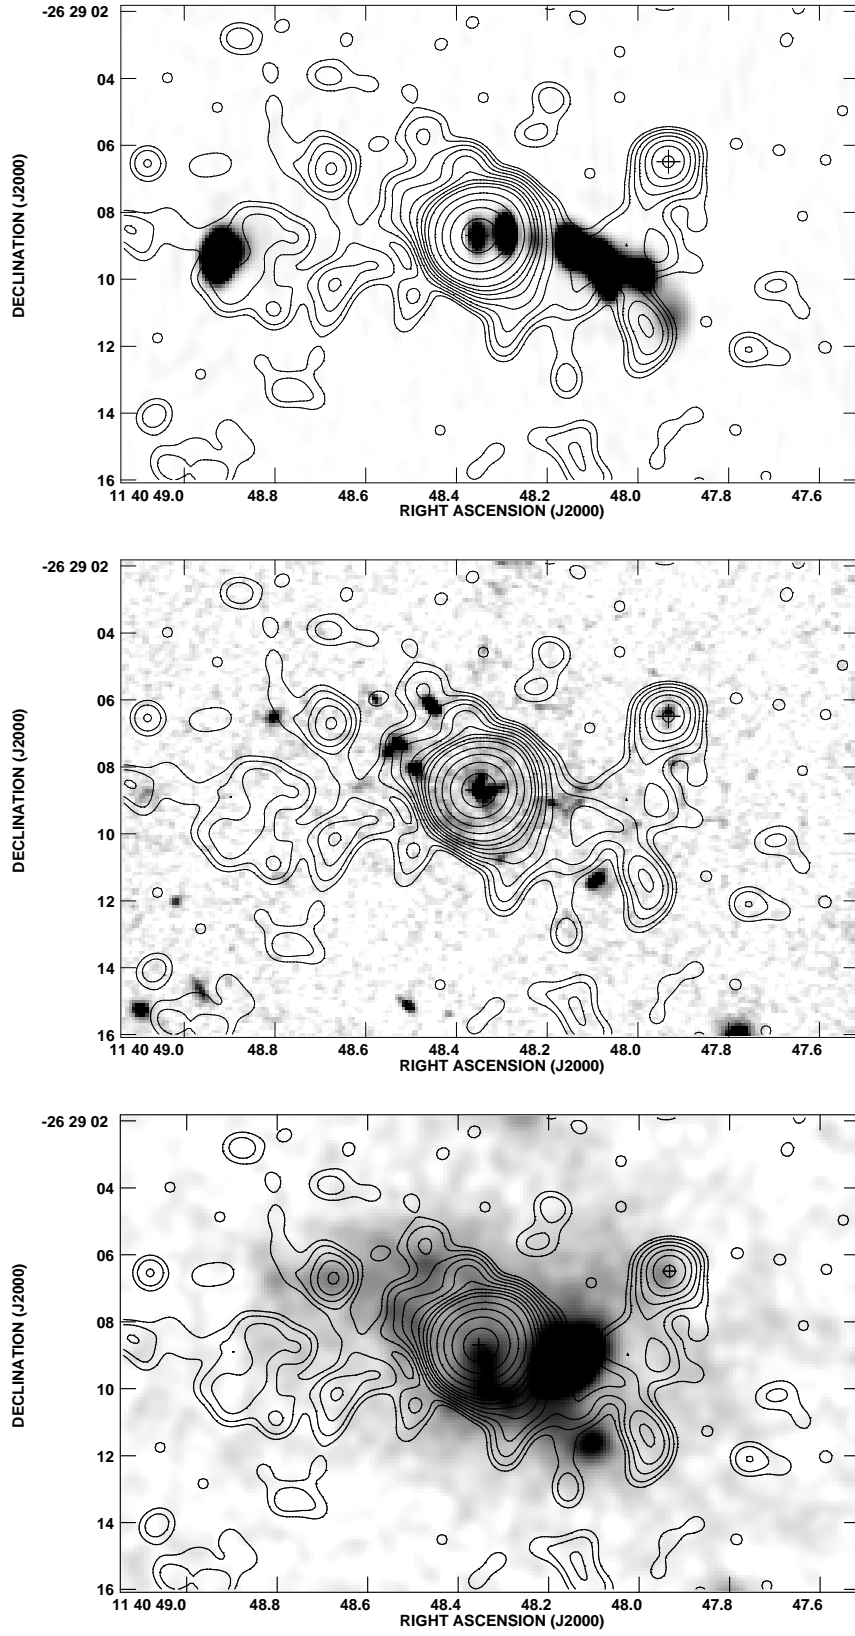 -26 29 02
04
06
08
10
12
14
16
DECLINATION (J2000)
11 40 49.0 48.8 48.6 48.4 48.2 48.0 47.8 47.6
RIGHT ASCENSION (J2000)
-26 29 02
04
06
08
10
12
14
16
DECLINATION (J2000)
11 40 49.0 48.8 48.6 48.4 48.2 48.0 47.8 47.6
RIGHT ASCENSION (J2000)
-26 29 02
04
06
08
10
12
14
16
DECLINATION (J2000)
11 40 49.0 48.8 48.6 48.4 48.2 48.0 47.8 47.6
RIGHT ASCENSION (J2000)